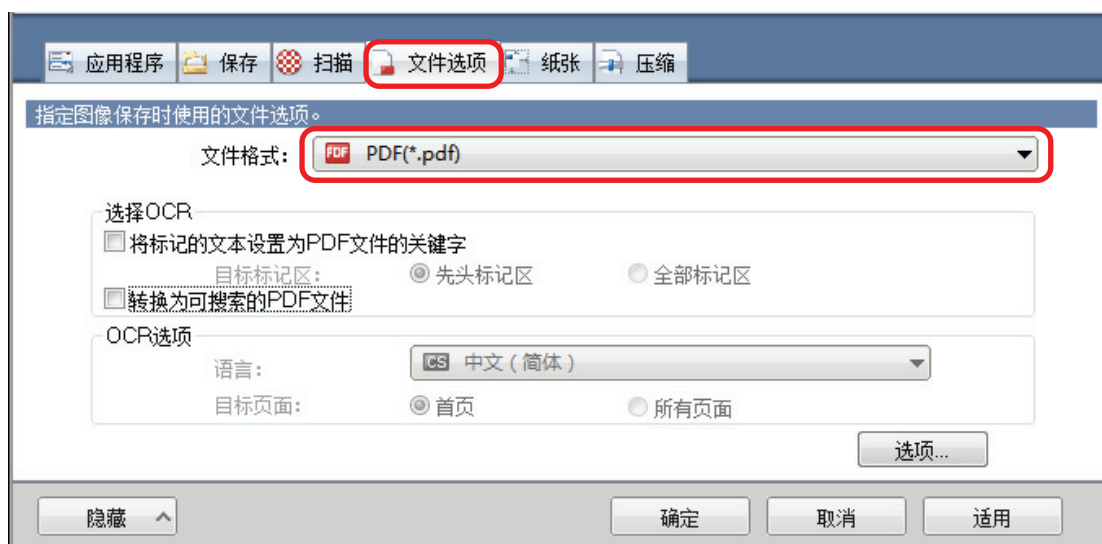 应用程序 保存 扫描 文件选项 纸张 压缩
指定图像保存时使用的文件选项。
文件格式: PDF PDF(*.pdf)
选择OCR
将标记的文本设置为PDF文件的关键字
目标标记区: 先头标记区 全部标记区
转换为可搜索的PDF文件
OCR选项
语言: CS 中文(简体)
目标页面: 首页 所有页面
选项...
隐藏 确定 取消 适用